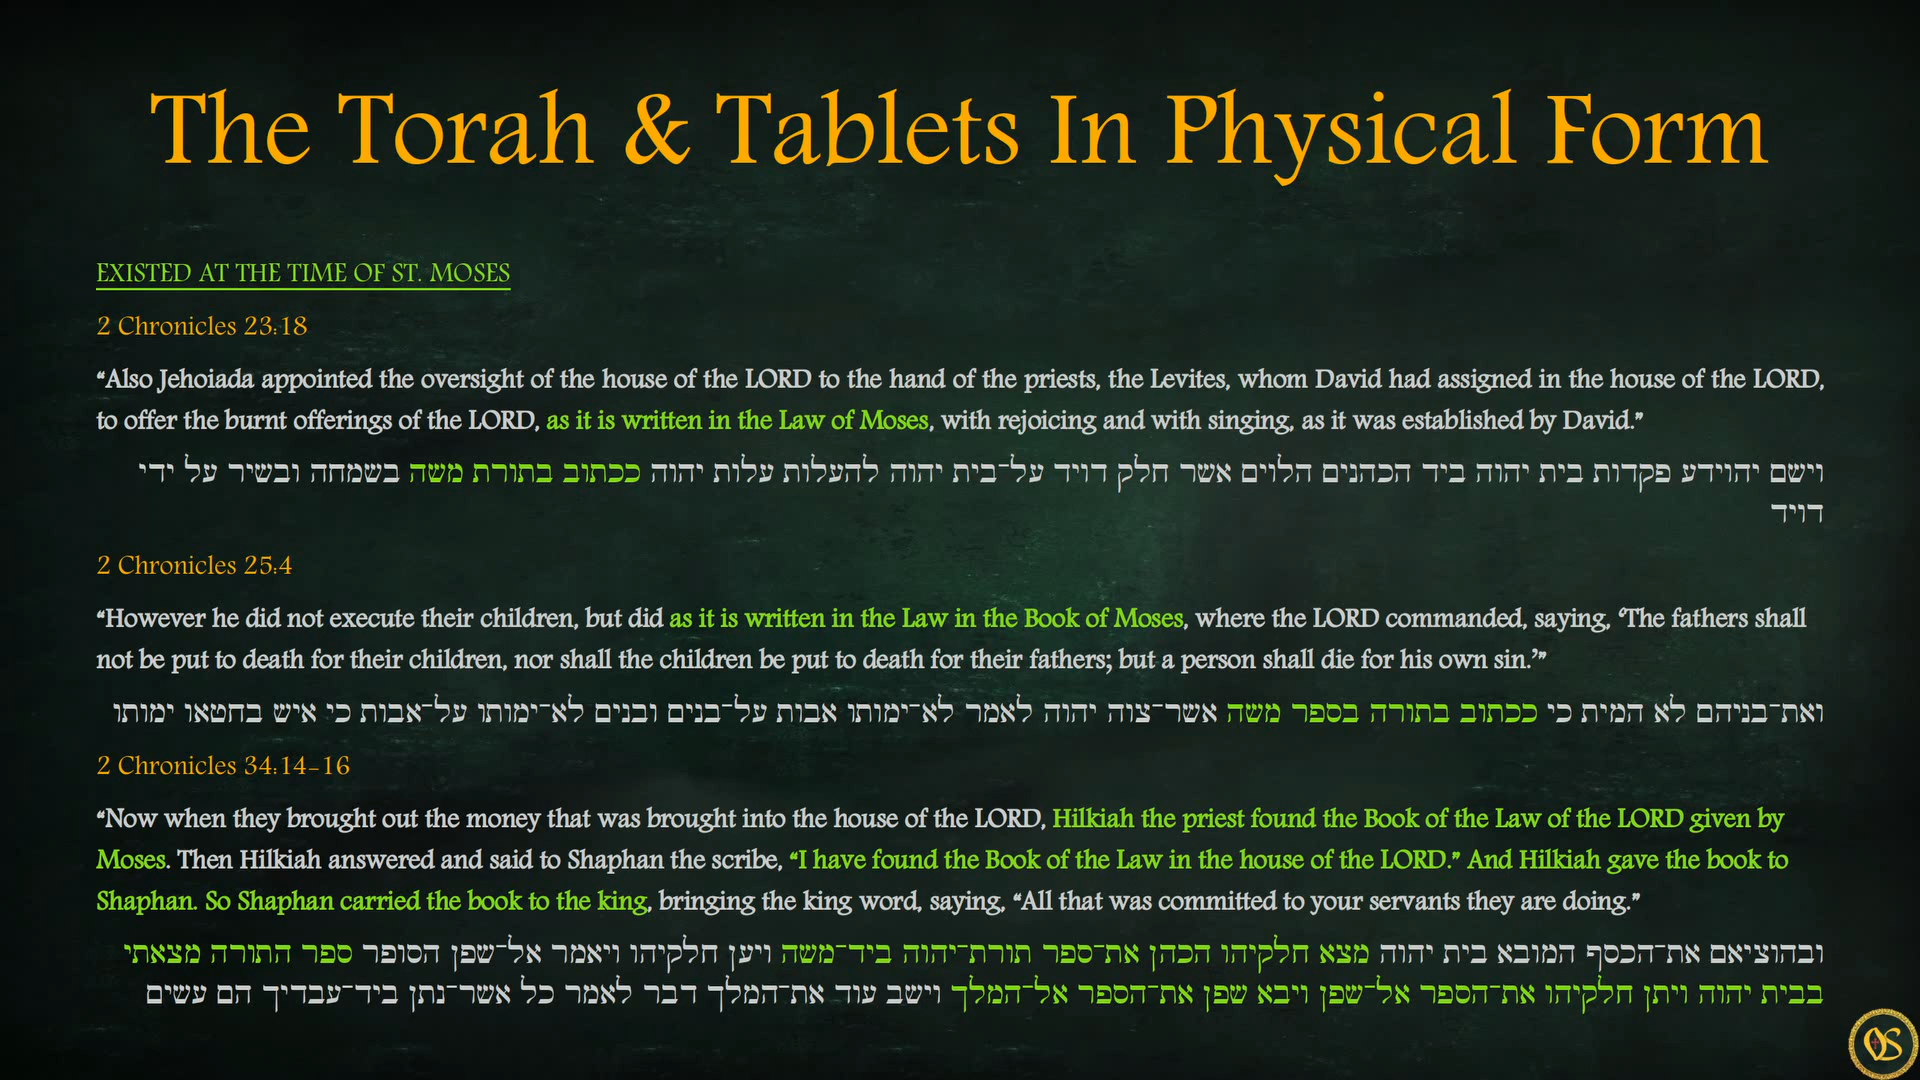 The Torah & Tablets In Physical Form
EXISTED AT THE TIME OF ST. MOSES
2 Chronicles 23:18
“Also Jehoiada appointed the oversight of the house of the LORD to the hand of the priests, the Levites, whom David had assigned in the house of the LORD,
to offer the burnt offerings of the LORD, as it is written in the Law of Moses, with rejoicing and with singing, as it was established by David.”
וישם יהוידע פקדות בית יהוה ביד הכהנים הלוים אשר חלק דויד על־בית יהוה להעלות עלות יהוה ככתוב בתורת משה בשמחה ובשיר על ידי
דויד
2 Chronicles 25:4
“However he did not execute their children, but did as it is written in the Law in the Book of Moses, where the LORD commanded, saying, ‘The fathers shall
not be put to death for their children, nor shall the children be put to death for their fathers; but a person shall die for his own sin.’”
ואת־בניהם לא המית כי ככתוב בתורה בספר משה אשר־צוה יהוה לאמר לא־ימותו אבות על־בנים ובנים לא־ימותו על־אבות כי איש בחטאו ימותו
2 Chronicles 34:14-16
“Now when they brought out the money that was brought into the house of the LORD, Hilkiah the priest found the Book of the Law of the LORD given by
Moses. Then Hilkiah answered and said to Shaphan the scribe, “I have found the Book of the Law in the house of the LORD.” And Hilkiah gave the book to
Shaphan. So Shaphan carried the book to the king, bringing the king word, saying, “All that was committed to your servants they are doing.”
ובהוציאם את־הכסף המובא בית יהוה מצא חלקיהו הכהן את־ספר תורת־יהוה ביד־משה ויען חלקיהו ויאמר אל־שפן הסופר ספר התורה מצאתי
בבית יהוה ויתן חלקיהו את־הספר אל־שפן ויבא שפן את־הספר אל־המלך וישב עוד את־המלך דבר לאמר כל אשר־נתן ביד־עבדיך הם עשים